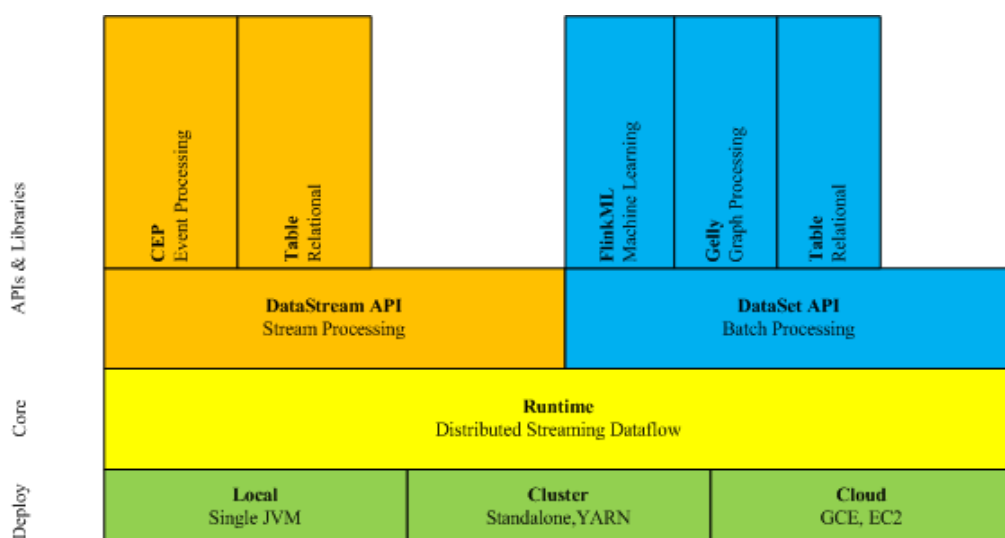 APIs & Libraries
CEP
Event Processing
Table
Relational
FlinkML
Machine Learning
Gelly
Graph Processing
Table
Relational
DataStream API
Stream Processing
DataSet API
Batch Processing
Core
Runtime
Distributed Streaming Dataflow
Deploy
Local
Single JVM
Cluster
Standalone,YARN
Cloud
GCE, EC2